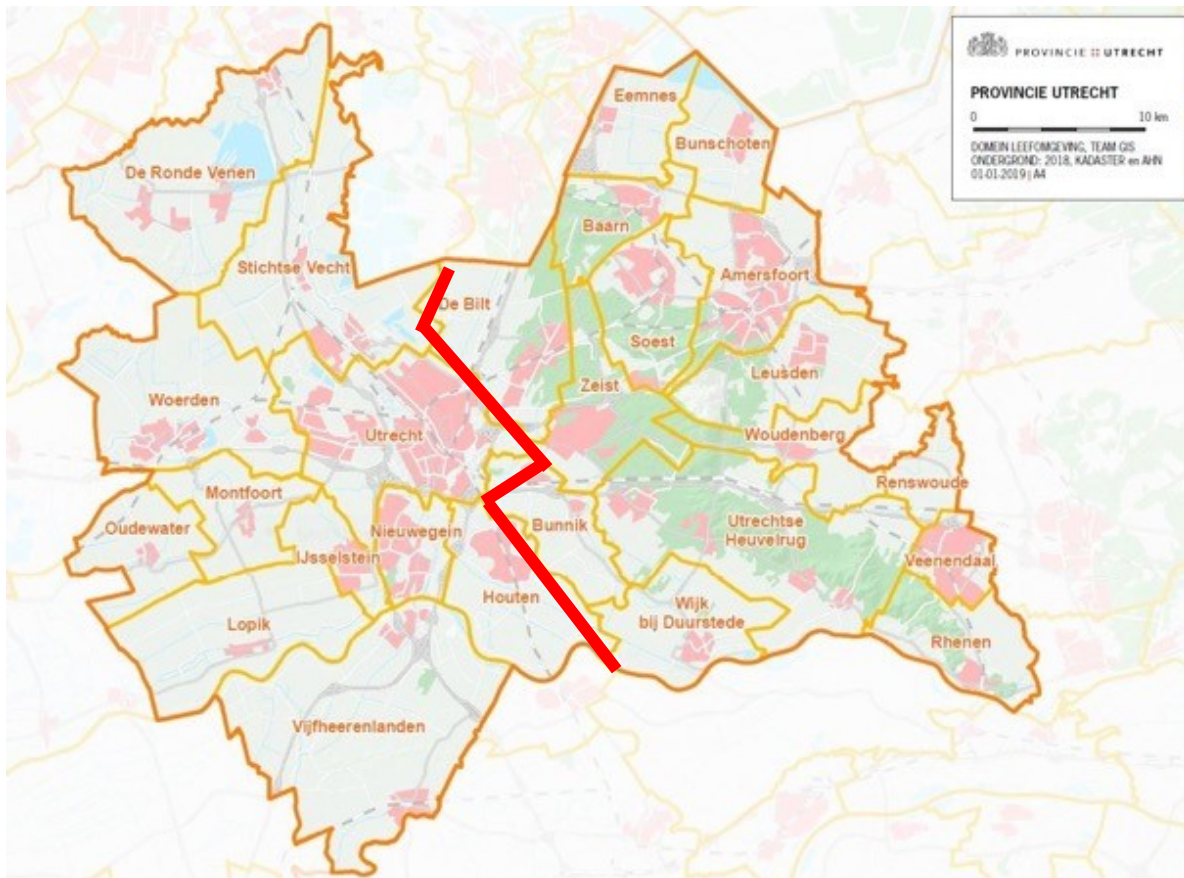 PROVINCIE UTRECHT
PROVINCIE UTRECHT
0 10 km
DOMEIN LEEFOMGEVING, TEAM GIS
ONDERGROND: 2018, KADASTER en AHN
01-01-2019 | A4
Eemnes
Bunschoten
De Ronde Venen
Baarn
Stichtse Vecht
Amersfoort
De Bilt
Soest
Leusden
Zeist
Woerden
Utrecht
Woudenberg
Renswoude
Montfoort
Oudewater
Nieuwegein
Bunnik
Utrechtse
Heuvelrug
IJsselstein
Veenendaal
Houten
Wijk
bij Duurstede
Lopik
Rhenen
Vijfheerenlanden